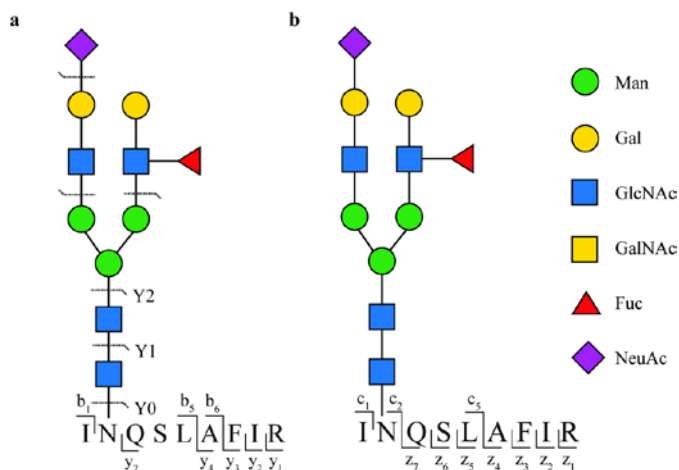 a
b
Man
Gal
GlcNAc
GalNAc
Fuc
NeuAc
Y2
Y1
Y0
b1 b5 b6
I N Q S L A F I R
y7 y4 y3 y2 y1
c1 c2 c5
I N Q S L A F I R
z7 z6 z5 z4 z3 z2 z1